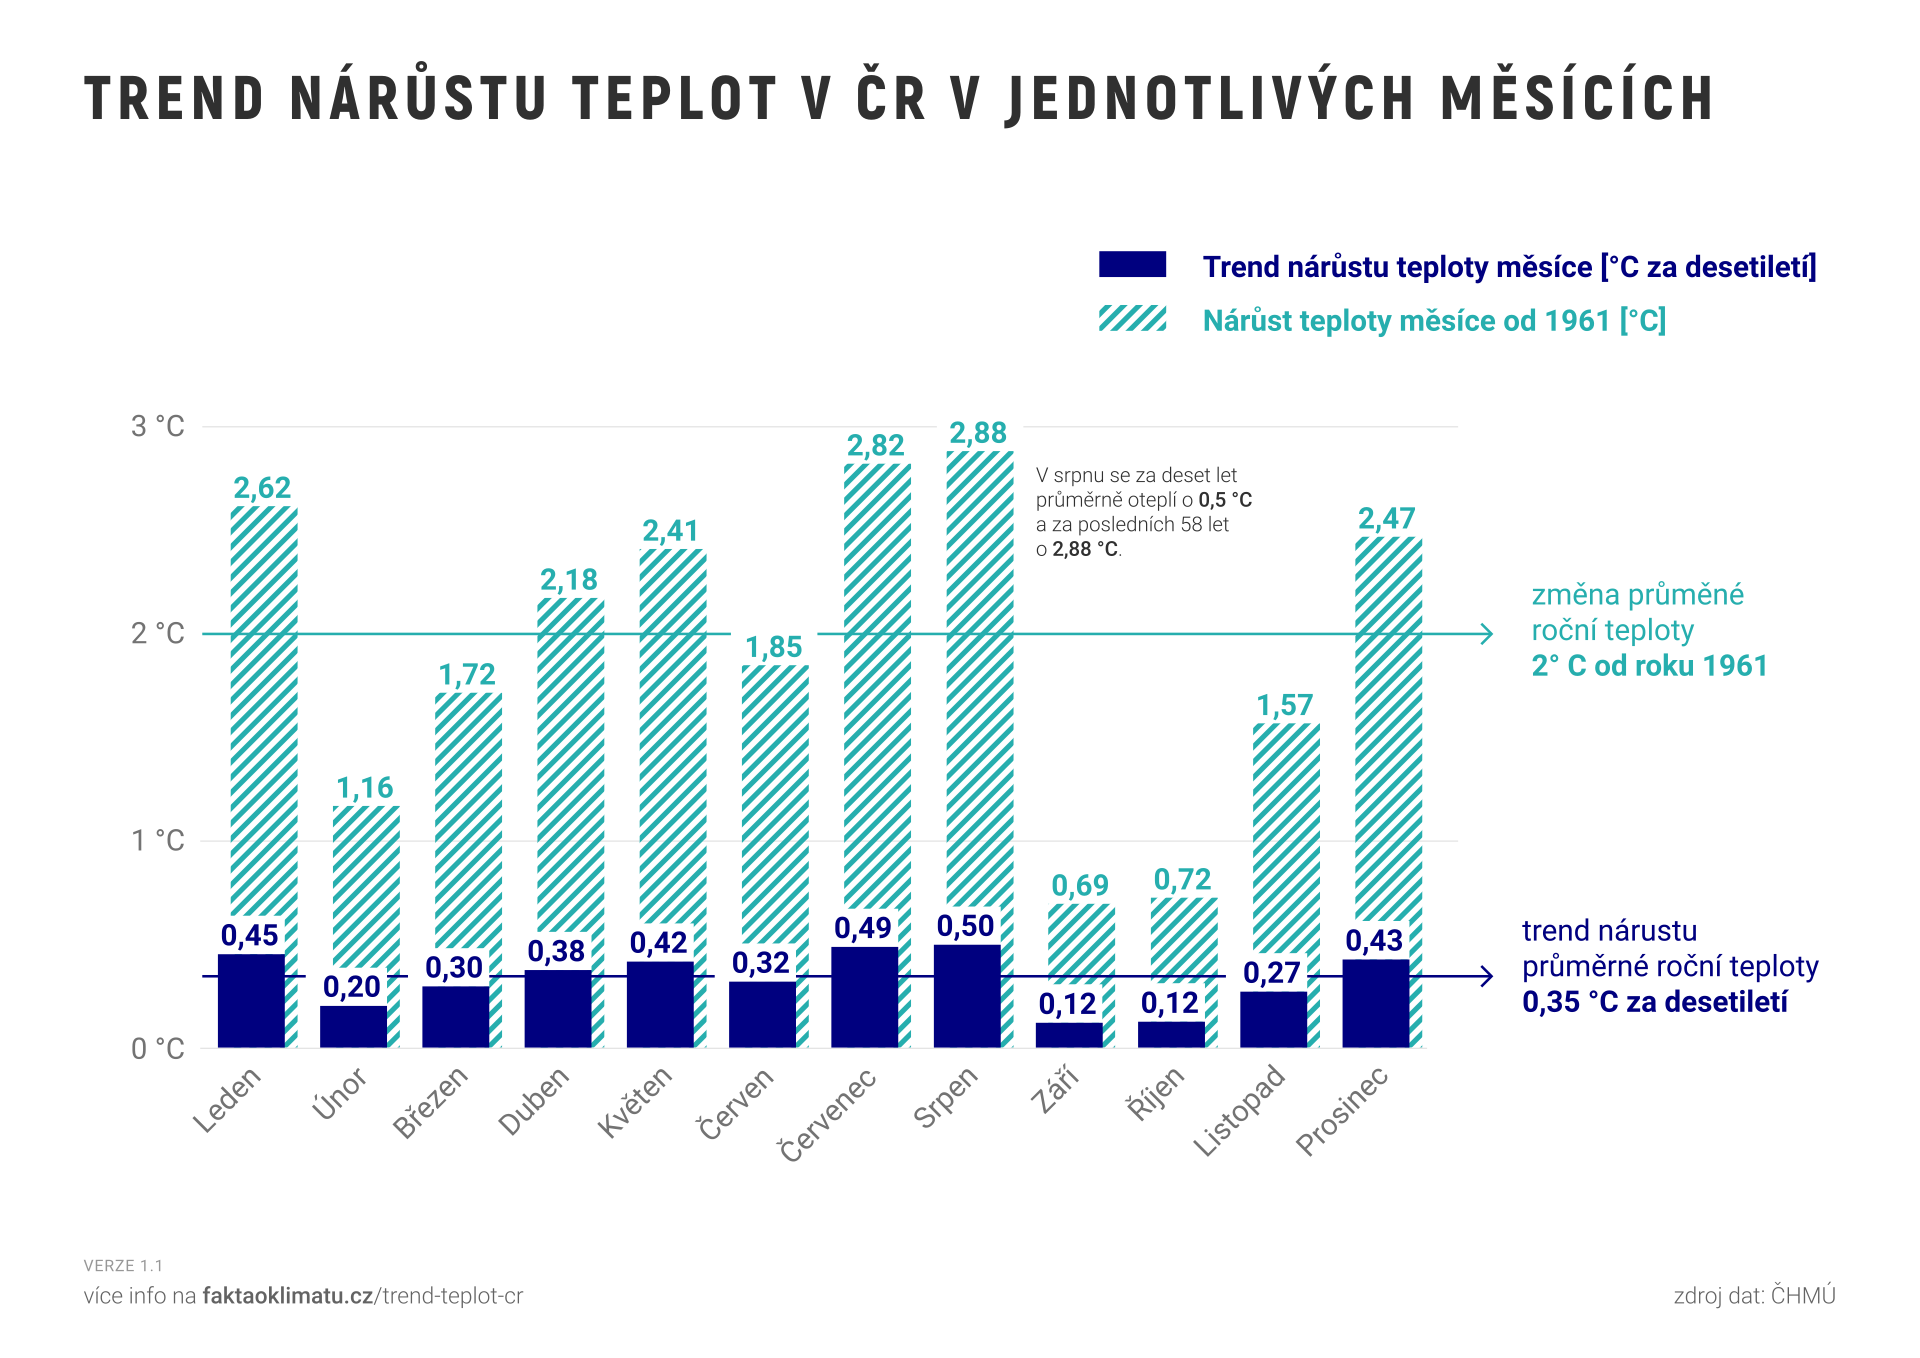 TREND NÁRŮSTU TEPLOT V ČR V JEDNOTLIVÝCH MĚSÍCÍCH
Trend nárůstu teploty měsíce [°C za desetiletí]
Nárůst teploty měsíce od 1961 [°C]
3 °C
2 °C
1 °C
0 °C
2,62
1,16
1,72
2,18
2,41
1,85
2,82
2,88
0,69
0,72
1,57
2,47
V srpnu se za deset let
průměrně oteplí o 0,5 °C
a za posledních 58 let
o 2,88 °C.
změna průměné
roční teploty
2° C od roku 1961
0,45
0,20
0,30
0,38
0,42
0,32
0,49
0,50
0,12
0,12
0,27
0,43
trend nárustu
průměrné roční teploty
0,35 °C za desetiletí
Leden
Únor
Březen
Duben
Květen
Červen
Červenec
Srpen
Září
Říjen
Listopad
Prosinec
VERZE 1.1
více info na faktaoklimatu.cz/trend-teplot-cr
zdroj dat: ČHMÚ